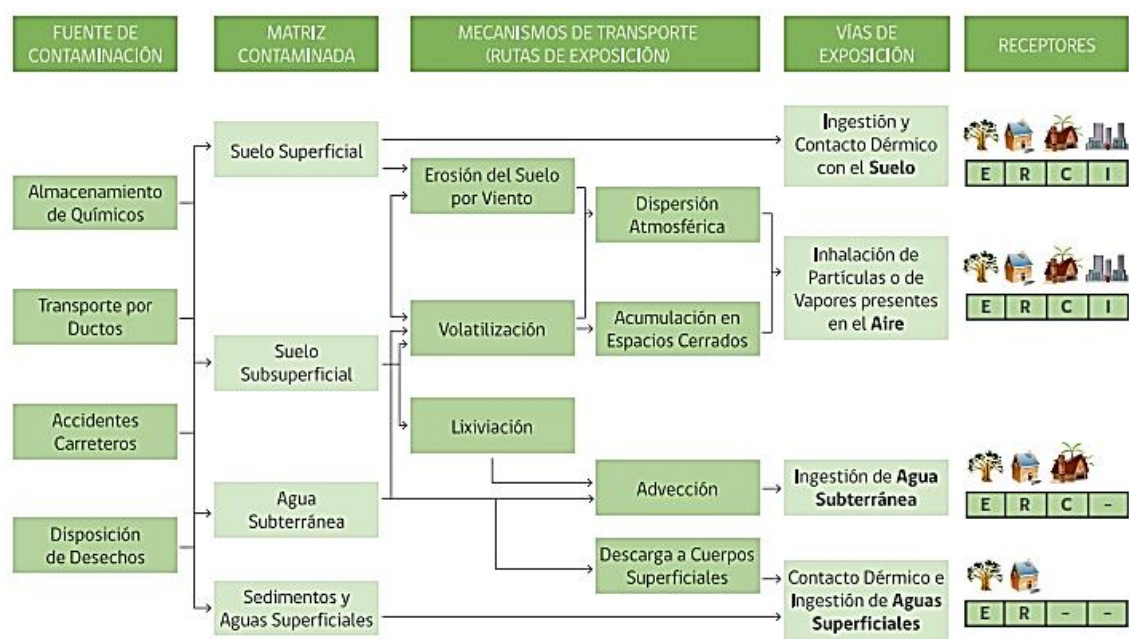 FUENTE DE
CONTAMINACIÓN
MATRIZ
CONTAMINADA
MECANISMOS DE TRANSPORTE
(RUTAS DE EXPOSICIÓN)
VÍAS DE
EXPOSICIÓN
RECEPTORES
Almacenamiento
de Químicos
Transporte por
Ductos
Accidentes
Carreteros
Disposición
de Desechos
Suelo Superficial
Suelo
Subsuperficial
Agua
Subterránea
Sedimentos y
Aguas Superficiales
Erosión del Suelo
por Viento
Volatilización
Lixiviación
Dispersión
Atmosférica
Acumulación en
Espacios Cerrados
Advección
Descarga a Cuerpos
Superficiales
Ingestión y
Contacto Dérmico
con el Suelo
Inhalación de
Partículas o de
Vapores presentes
en el Aire
Ingestión de Agua
Subterránea
Contacto Dérmico e
Ingestión de Aguas
Superficiales
E R C I
E R C I
E R C -
E R - -